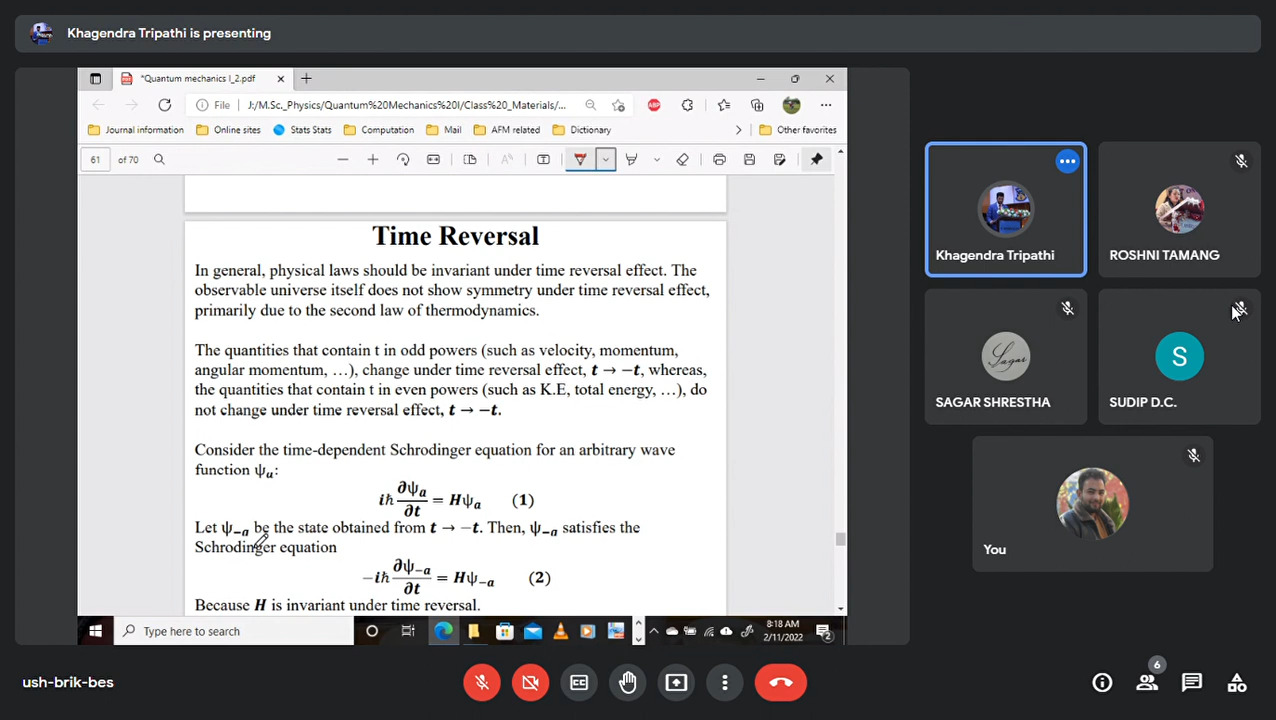 Khagendra Tripathi is presenting
*Quantum mechanics I_2.pdf
File J:/M.Sc._Physics/Quantum%20Mechanics%20I/Class%20_Materials/...
Journal information Online sites Stats Stats Computation Mail AFM related Dictionary Other favorites
61 of 70
Time Reversal
In general, physical laws should be invariant under time reversal effect. The
observable universe itself does not show symmetry under time reversal effect,
primarily due to the second law of thermodynamics.
The quantities that contain t in odd powers (such as velocity, momentum,
angular momentum, …), change under time reversal effect, t → −t, whereas,
the quantities that contain t in even powers (such as K.E, total energy, …), do
not change under time reversal effect, t → −t.
Consider the time-dependent Schrodinger equation for an arbitrary wave
function ψₐ:
iℏ ∂ψₐ/∂t = Hψₐ (1)
Let ψ₋ₐ be the state obtained from t → −t. Then, ψ₋ₐ satisfies the
Schrodinger equation
−iℏ ∂ψ₋ₐ/∂t = Hψ₋ₐ (2)
Because H is invariant under time reversal.
Type here to search
8:18 AM
2/11/2022
2
Khagendra Tripathi
ROSHNI TAMANG
Sagar
SAGAR SHRESTHA
S
SUDIP D.C.
You
ush-brik-bes
6